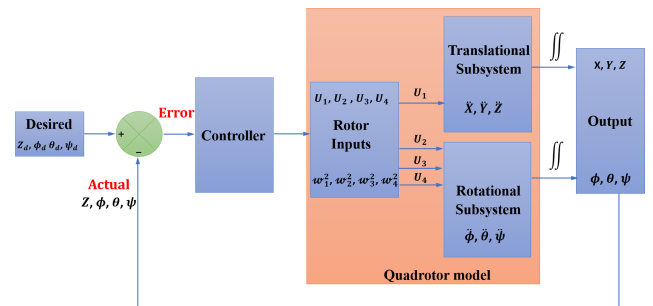 Desired
Z_d, ϕ_d θ_d, ψ_d
+
−
Error
Actual
Z, ϕ, θ, ψ
Controller
U_1, U_2 , U_3, U_4
Rotor
Inputs
𝓌_1^2, 𝓌_2^2, 𝓌_3^2, 𝓌_4^2
U_1
U_2
U_3
U_4
Translational
Subsystem
Ẍ, Ÿ, Z̈
Rotational
Subsystem
ϕ̈, θ̈, ψ̈
Quadrotor model
∬
∬
X, Y, Z
Output
ϕ, θ, ψ